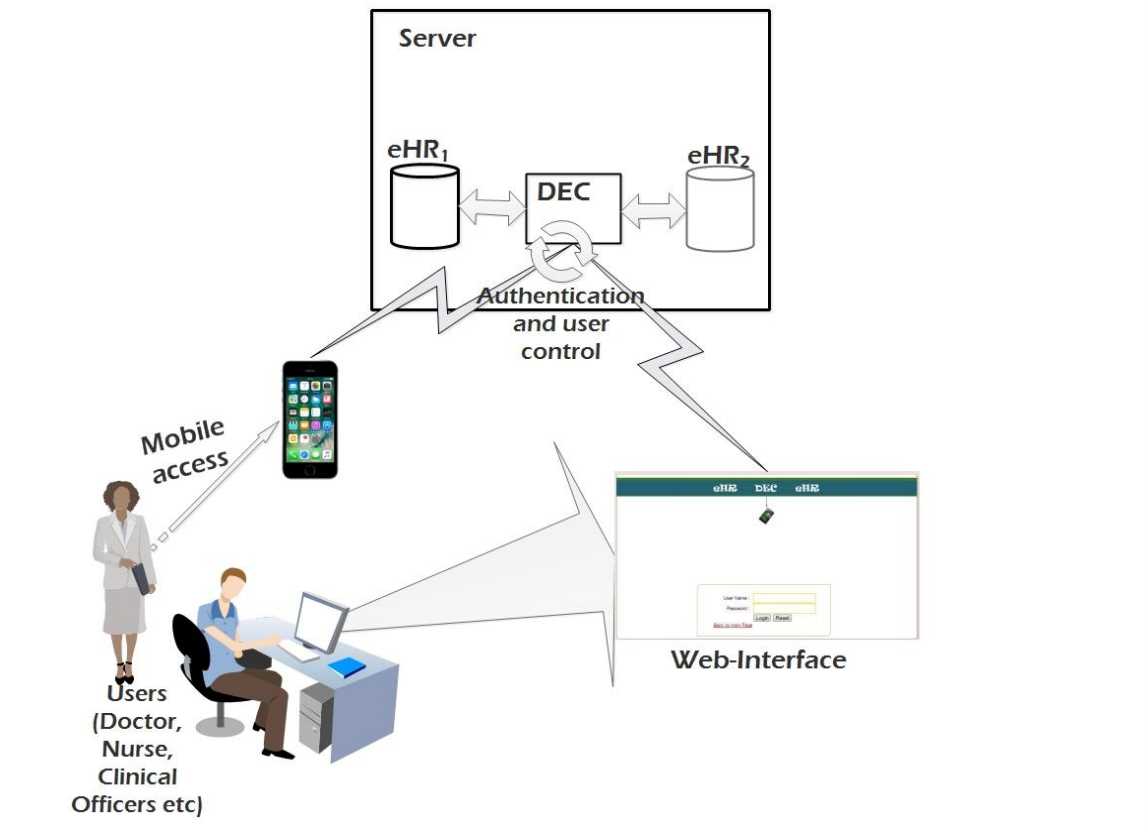 Server
eHR₁
eHR₂
DEC
Authentication
and user
control
Mobile
access
eHR DEC eHR
User Name :
Password :
Login Reset
Back to main Page
Web-Interface
Users
(Doctor,
Nurse,
Clinical
Officers etc)